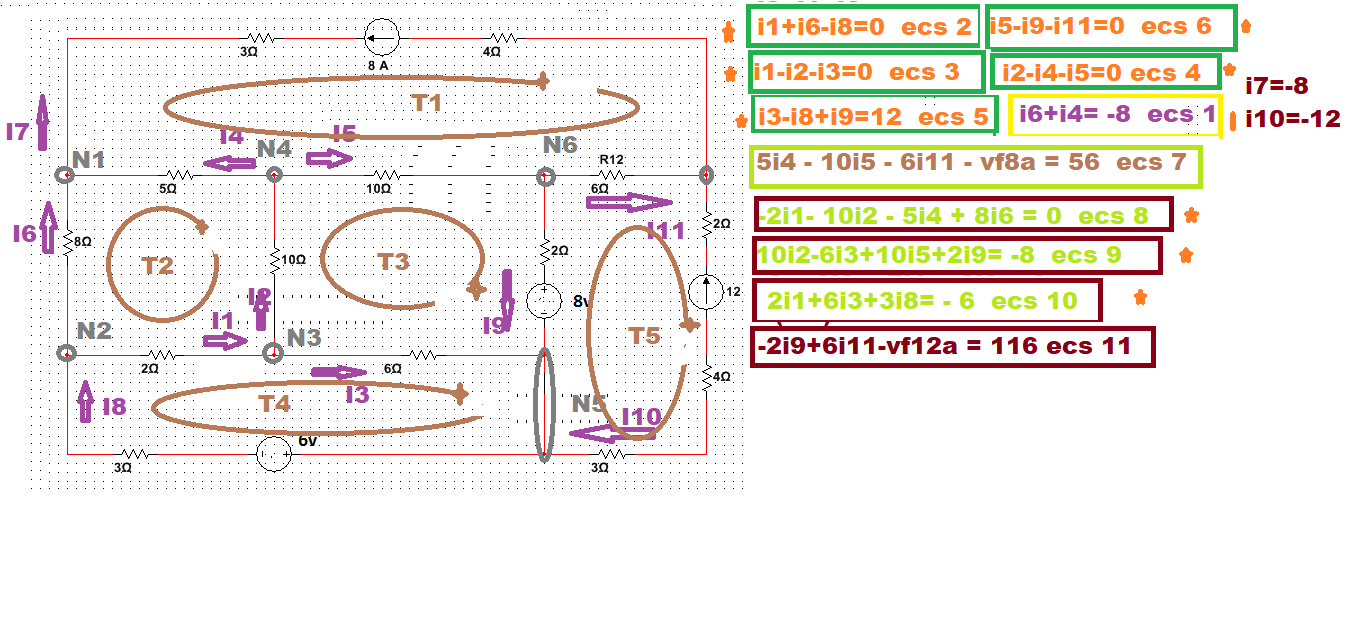 3Ω
8 A
4Ω
T1
I7
I4
I5
N1
N4
N6
R12
5Ω
10Ω
6Ω
I6
8Ω
T2
10Ω
T3
2Ω
I11
2Ω
I2
8v
12
N2
I1
N3
I9
T5
2Ω
6Ω
I3
4Ω
I8
T4
N5
I10
6v
3Ω
3Ω
i1+i6-i8=0 ecs 2
i5-i9-i11=0 ecs 6
i1-i2-i3=0 ecs 3
i2-i4-i5=0 ecs 4
i7=-8
i3-i8+i9=12 ecs 5
i6+i4= -8 ecs 1
i10=-12
5i4 - 10i5 - 6i11 - vf8a = 56 ecs 7
-2i1- 10i2 - 5i4 + 8i6 = 0 ecs 8
10i2-6i3+10i5+2i9= -8 ecs 9
2i1+6i3+3i8= - 6 ecs 10
-2i9+6i11-vf12a = 116 ecs 11